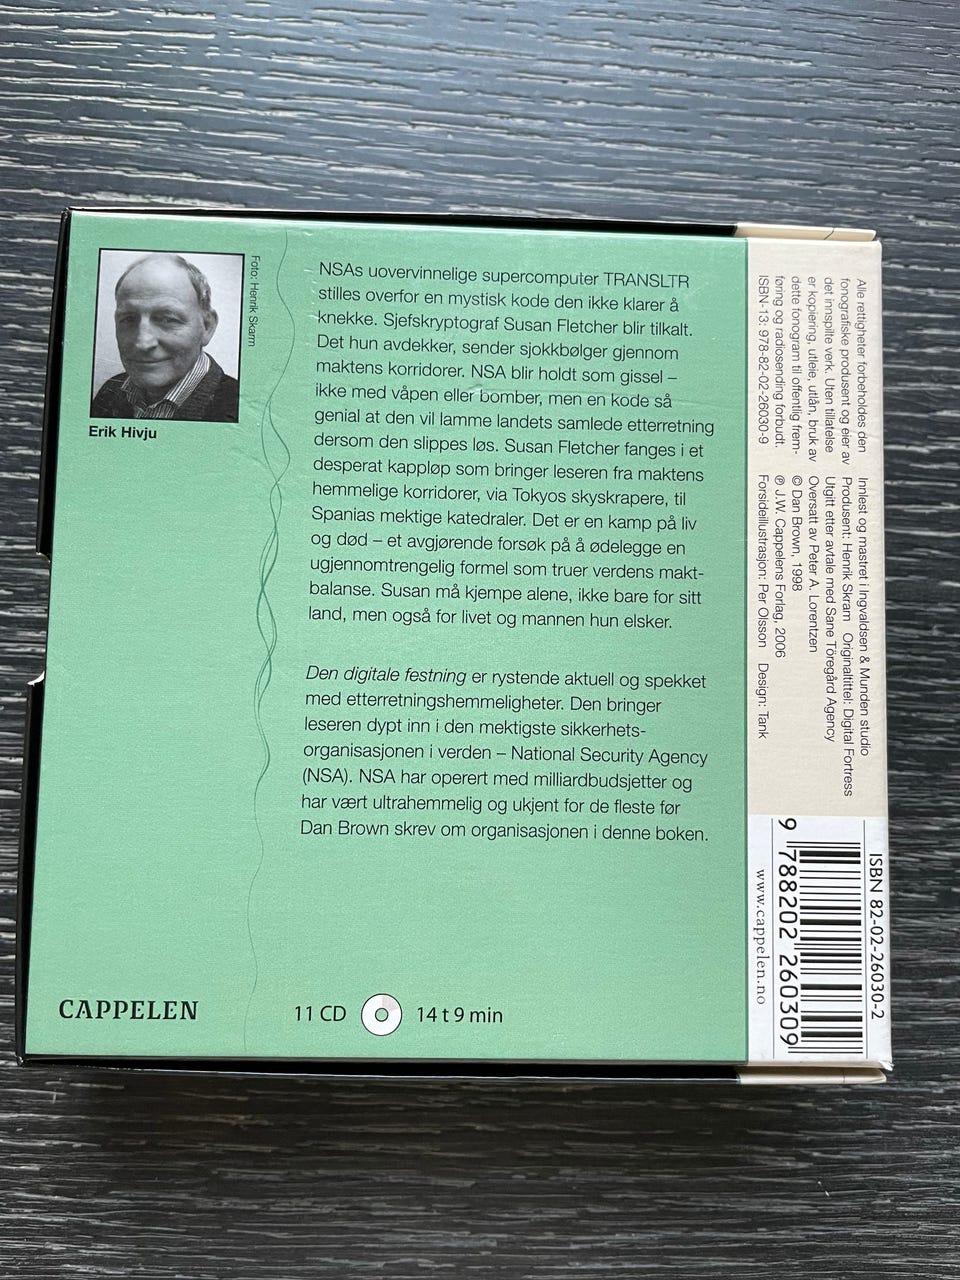 Foto: Henrik Skarm
Erik Hivju
NSAs uovervinnelige supercomputer TRANSLTR
stilles overfor en mystisk kode den ikke klarer å
knekke. Sjefskryptograf Susan Fletcher blir tilkalt.
Det hun avdekker, sender sjokkbølger gjennom
maktens korridorer. NSA blir holdt som gissel –
ikke med våpen eller bomber, men en kode så
genial at den vil lamme landets samlede etterretning
dersom den slippes løs. Susan Fletcher fanges i et
desperat kappløp som bringer leseren fra maktens
hemmelige korridorer, via Tokyos skyskrapere, til
Spanias mektige katedraler. Det er en kamp på liv
og død – et avgjørende forsøk på å ødelegge en
ugjennomtrengelig formel som truer verdens makt-
balanse. Susan må kjempe alene, ikke bare for sitt
land, men også for livet og mannen hun elsker.
Den digitale festning er rystende aktuell og spekket
med etterretningshemmeligheter. Den bringer
leseren dypt inn i den mektigste sikkerhets-
organisasjonen i verden – National Security Agency
(NSA). NSA har operert med milliardbudsjetter og
har vært ultrahemmelig og ukjent for de fleste før
Dan Brown skrev om organisasjonen i denne boken.
CAPPELEN
11 CD
14 t 9 min
Alle rettigheter forbeholdes den
fonografiske produsent og eier av
det innspilte verk. Uten tillatelse
er kopiering, utleie, utlån, bruk av
dette fonogram til offentlig frem-
føring og radiosending forbudt.
ISBN-13: 978-82-02-26030-9
Innlest og mastret i Ingvaldsen & Munden studio
Produsent: Henrik Skram Originaltittel: Digital Fortress
Utgitt etter avtale med Sane Töregård Agency
Oversatt av Peter A. Lorentzen
© Dan Brown, 1998
℗ J.W. Cappelens Forlag, 2006
Forsideillustrasjon: Per Olsson Design: Tank
ISBN 82-02-26030-2
9 788202 260309
www.cappelen.no